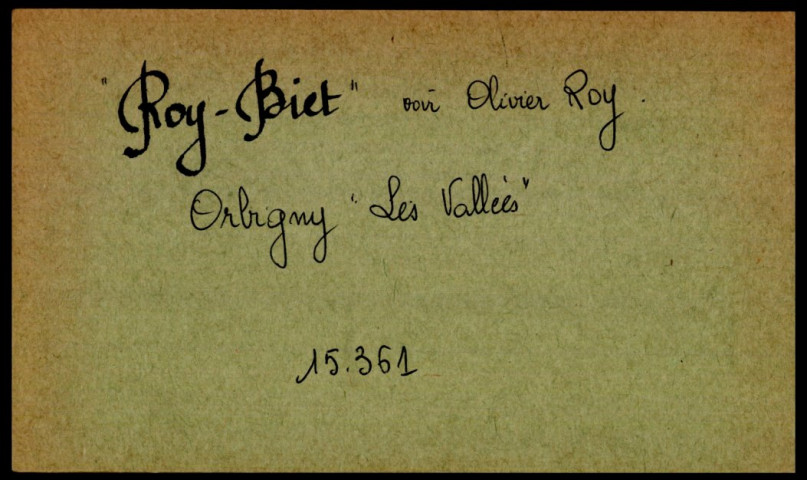 "Roy-Biet" voir Olivier Roy.
Orbigny "Les Vallées"
15.361